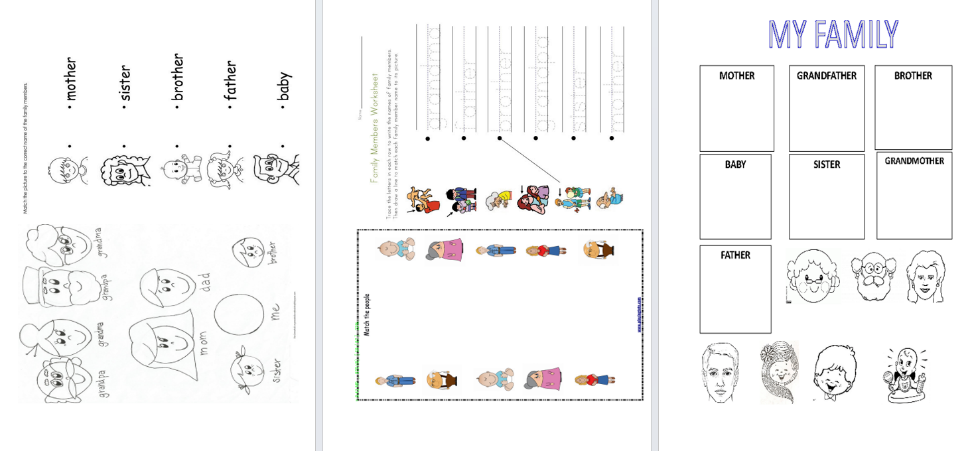 Match the picture to the correct name of the family members.
• mother
• sister
• brother
• father
• baby
grandpa
grandma
grandpa
grandma
mom
dad
sister
me
brother
Family Members Worksheet
Trace the letters in each row to write the names of family members.
Then draw a line to match each family member name to its picture.
grandma
father
brother
grandpa
sister
mother
Match the people
MY FAMILY
MOTHER
GRANDFATHER
BROTHER
BABY
SISTER
GRANDMOTHER
FATHER